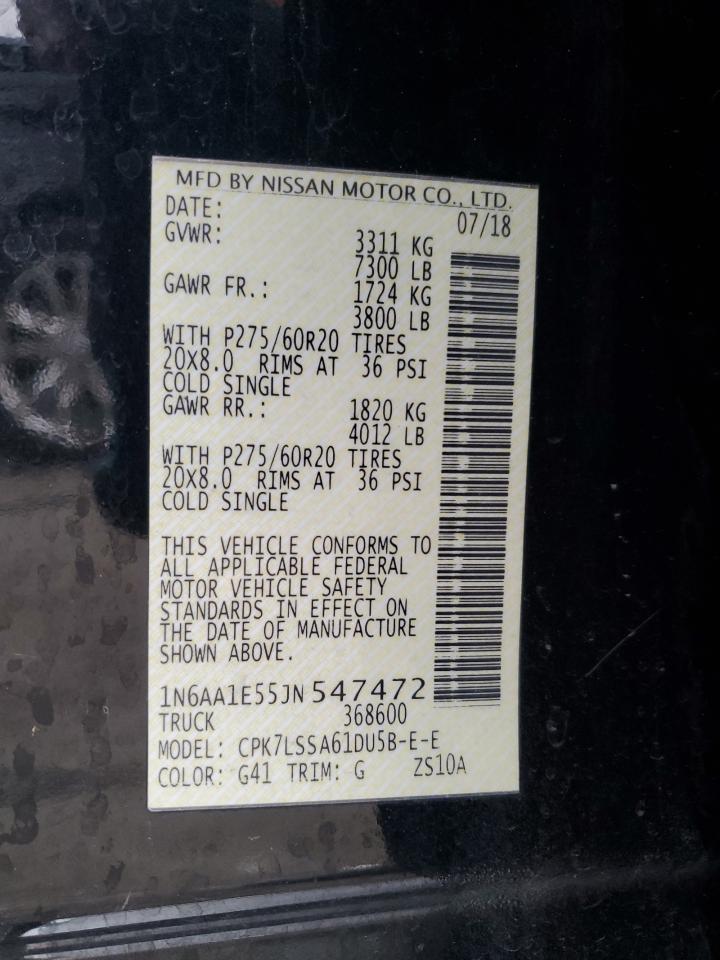 MFD BY NISSAN MOTOR CO., LTD.
DATE: 07/18
GVWR: 3311 KG
7300 LB
GAWR FR.: 1724 KG
3800 LB
WITH P275/60R20 TIRES
20X8.0 RIMS AT 36 PSI
COLD SINGLE
GAWR RR.: 1820 KG
4012 LB
WITH P275/60R20 TIRES
20X8.0 RIMS AT 36 PSI
COLD SINGLE
THIS VEHICLE CONFORMS TO
ALL APPLICABLE FEDERAL
MOTOR VEHICLE SAFETY
STANDARDS IN EFFECT ON
THE DATE OF MANUFACTURE
SHOWN ABOVE.
1N6AA1E55JN547472
TRUCK 368600
MODEL: CPK7LSSA61DU5B-E-E
COLOR: G41 TRIM: G ZS10A